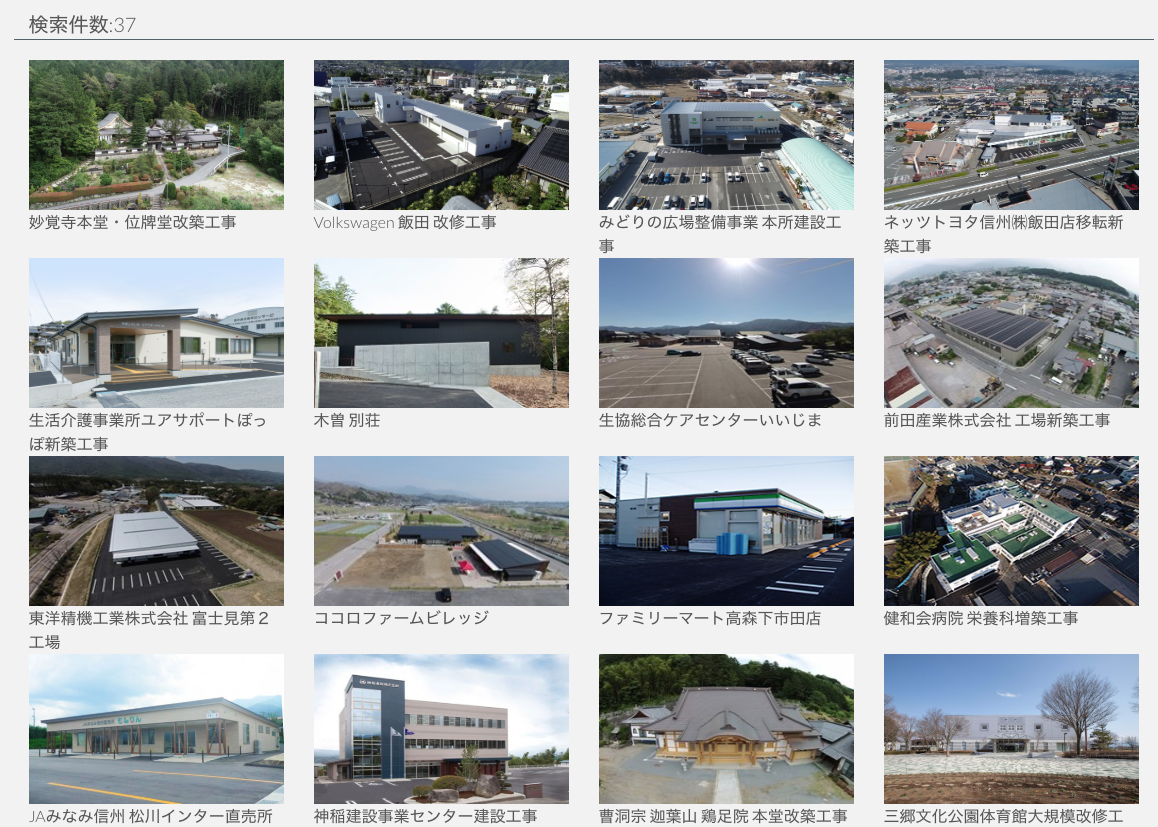 検索件数:37
妙覚寺本堂・位牌堂改築工事
Volkswagen 飯田 改修工事
みどりの広場整備事業 本所建設工
事
ネッツトヨタ信州㈱飯田店移転新
築工事
生活介護事業所ユアサポートぽっ
ぽ新築工事
木曽 別荘
生協総合ケアセンターいいじま
前田産業株式会社 工場新築工事
東洋精機工業株式会社 富士見第２
工場
ココロファームビレッジ
ファミリーマート高森下市田店
健和会病院 栄養科増築工事
JAみなみ信州 松川インター直売所
神稲建設事業センター建設工事
曹洞宗 迦葉山 鶏足院 本堂改築工事
三郷文化公園体育館大規模改修工